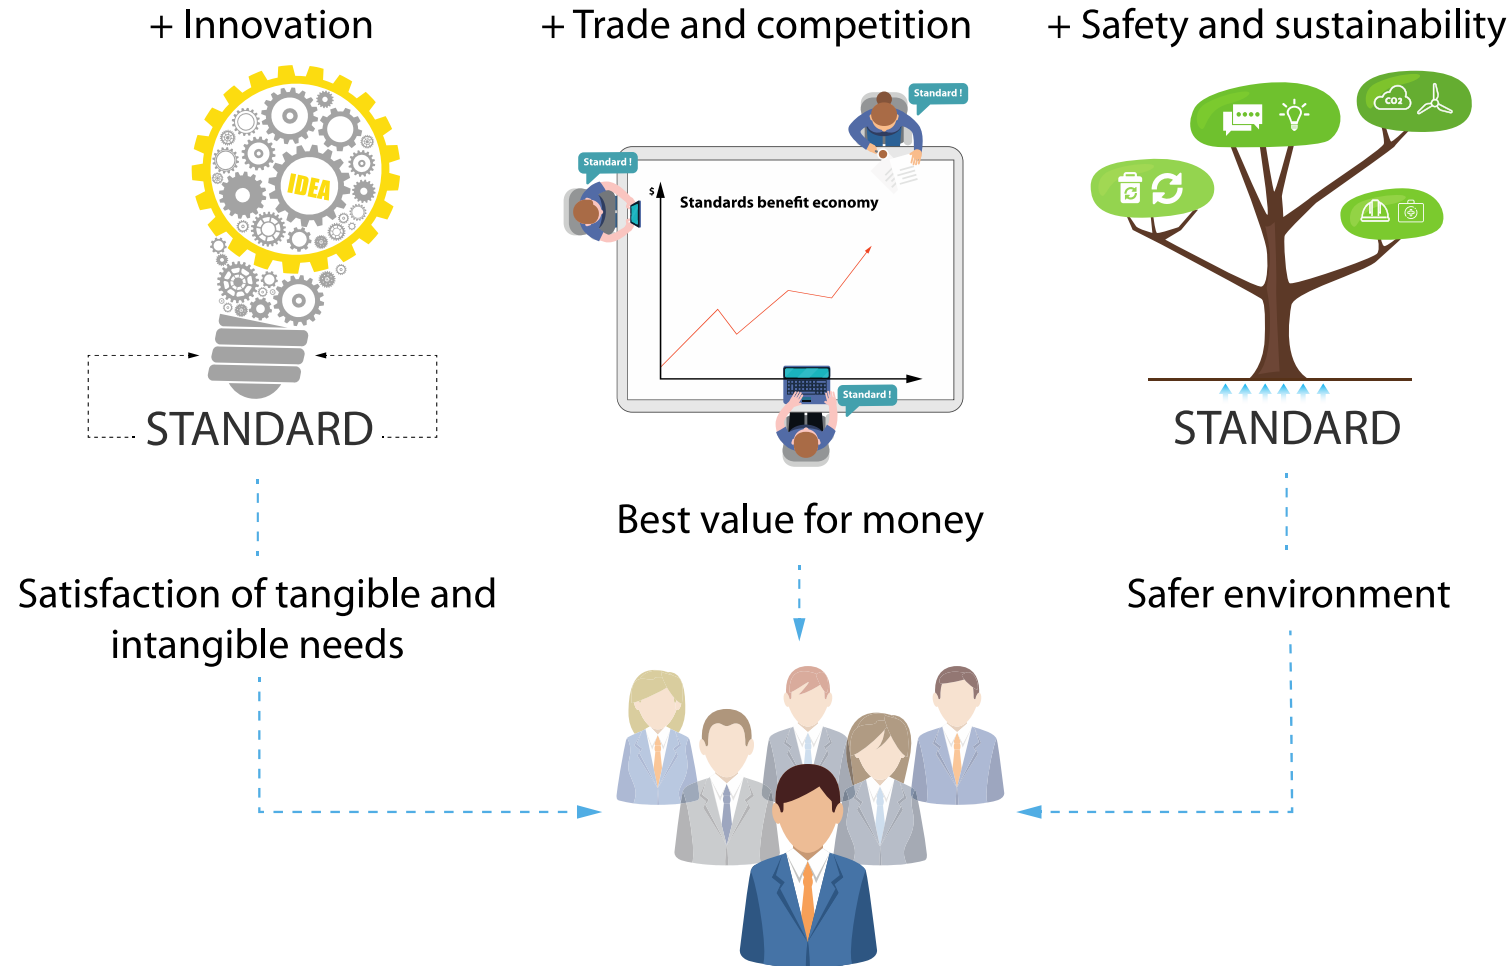 + Innovation
+ Trade and competition
+ Safety and sustainability
IDEA
Standard !
Standard !
$
Standards benefit economy
Standard !
CO2
STANDARD
STANDARD
Best value for money
Satisfaction of tangible and
intangible needs
Safer environment